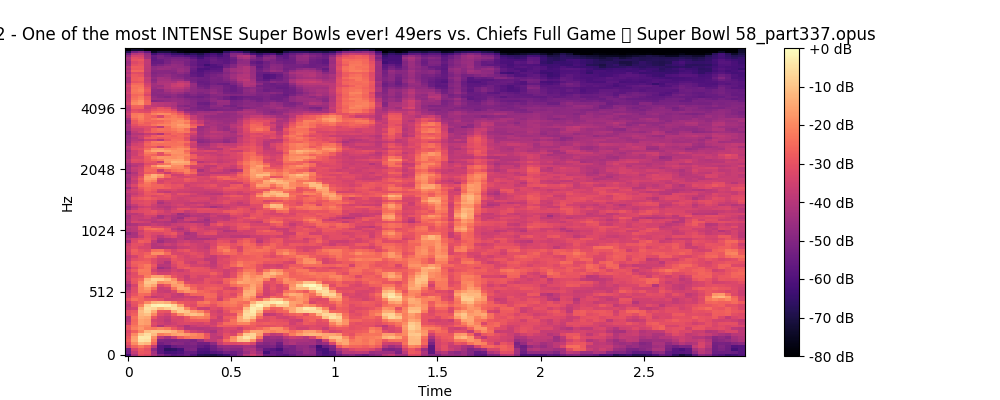 2 - One of the most INTENSE Super Bowls ever! 49ers vs. Chiefs Full Game  Super Bowl 58_part337.opus
+0 dB
-10 dB
-20 dB
-30 dB
-40 dB
-50 dB
-60 dB
-70 dB
-80 dB
4096
2048
1024
512
0
Hz
0 0.5 1 1.5 2 2.5
Time